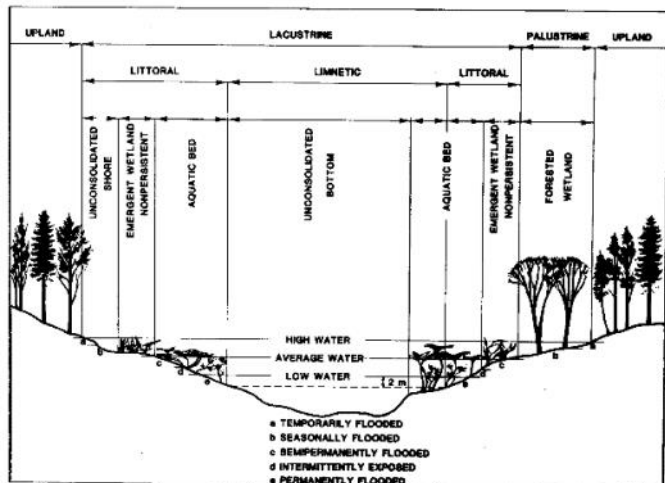 UPLAND LACUSTRINE PALUSTRINE UPLAND
LITTORAL LIMNETIC LITTORAL
UNCONSOLIDATED
SHORE
EMERGENT WETLAND
NONPERSISTENT
AQUATIC BED
UNCONSOLIDATED
BOTTOM
AQUATIC BED
EMERGENT WETLAND
NONPERSISTENT
FORESTED
WETLAND
HIGH WATER
AVERAGE WATER
LOW WATER
2 m
a b c d e
e d c b a
a TEMPORARILY FLOODED
b SEASONALLY FLOODED
c SEMIPERMANENTLY FLOODED
d INTERMITTENTLY EXPOSED
e PERMANENTLY FLOODED